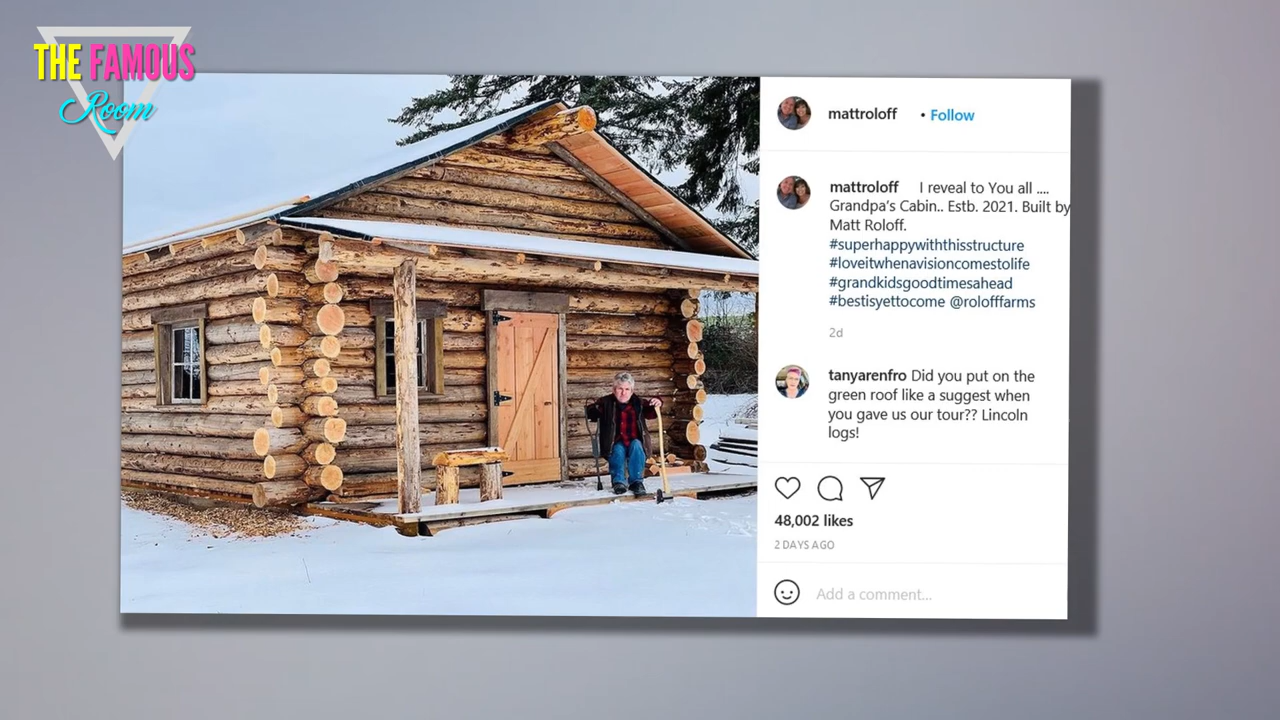 THE FAMOUS
Room
mattroloff • Follow
mattroloff I reveal to You all ....
Grandpa's Cabin.. Estb. 2021. Built by
Matt Roloff.
#superhappywiththisstructure
#loveitwhenavisioncomestolife
#grandkidsgoodtimesahead
#bestisyettocome @rolofffarms
2d
tanyarenfro Did you put on the
green roof like a suggest when
you gave us our tour?? Lincoln
logs!
48,002 likes
2 DAYS AGO
Add a comment...